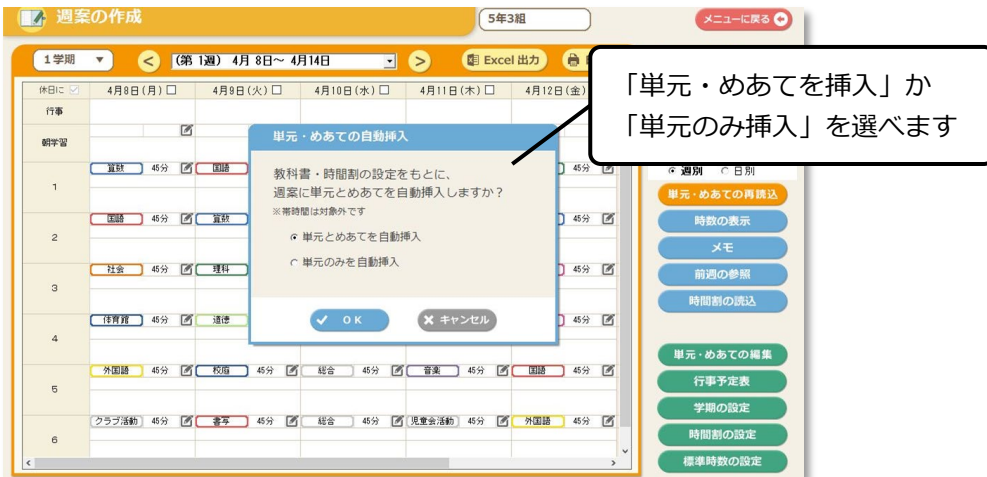 週案の作成
5年3組
メニューに戻る
1学期
(第 1週) 4月 8日～ 4月14日
Excel 出力
「単元・めあてを挿入」か
「単元のみ挿入」を選べます
休日に 4月8日(月) 4月9日(火) 4月10日(水) 4月11日(木) 4月12日(金)
行事
朝学習
単元・めあての自動挿入
教科書・時間割の設定をもとに、
週案に単元とめあてを自動挿入しますか？
※帯時間は対象外です
単元とめあてを自動挿入
単元のみを自動挿入
OK
キャンセル
1 算数 45分 国語 45分
2 国語 45分 算数 45分
3 社会 45分 理科 45分
4 体育館 45分 道徳 45分
5 外国語 45分 校庭 45分 総合 45分 音楽 45分 国語 45分
6 クラブ活動 45分 書写 45分 総合 45分 児童会活動 45分 外国語 45分
週別 日別
単元・めあての再読込
時数の表示
メモ
前週の参照
時間割の読込
単元・めあての編集
行事予定表
学期の設定
時間割の設定
標準時数の設定